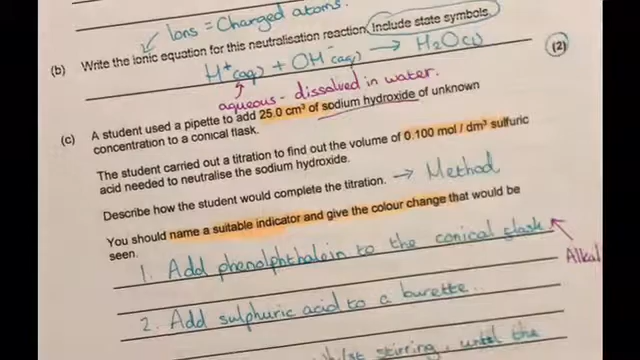 Ions = Changed atoms.
(b) Write the ionic equation for this neutralisation reaction. Include state symbols.
H⁺(aq) + OH⁻(aq) → H₂O(l)
(2)
aqueous - dissolved in water.
(c) A student used a pipette to add 25.0 cm³ of sodium hydroxide of unknown
concentration to a conical flask.
The student carried out a titration to find out the volume of 0.100 mol / dm³ sulfuric
acid needed to neutralise the sodium hydroxide.
Describe how the student would complete the titration. → Method
You should name a suitable indicator and give the colour change that would be
seen.
1. Add phenolphthalein to the conical flask
Alkal
2. Add sulphuric acid to a burette.
stirring, until the